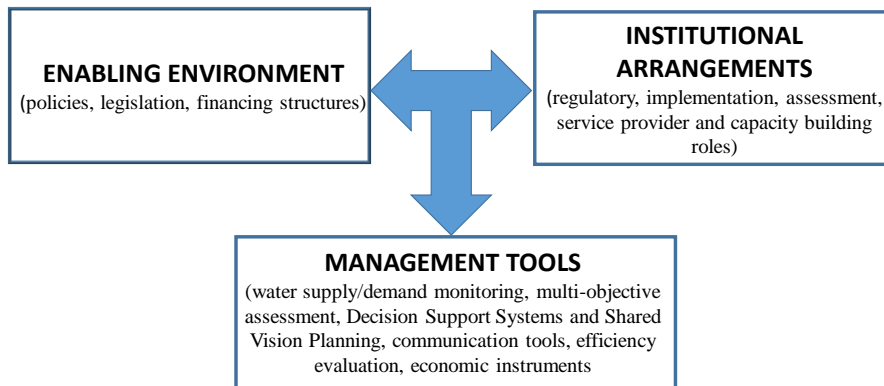 ENABLING ENVIRONMENT
(policies, legislation, financing structures)
INSTITUTIONAL
ARRANGEMENTS
(regulatory, implementation, assessment,
service provider and capacity building
roles)
MANAGEMENT TOOLS
(water supply/demand monitoring, multi-objective
assessment, Decision Support Systems and Shared
Vision Planning, communication tools, efficiency
evaluation, economic instruments